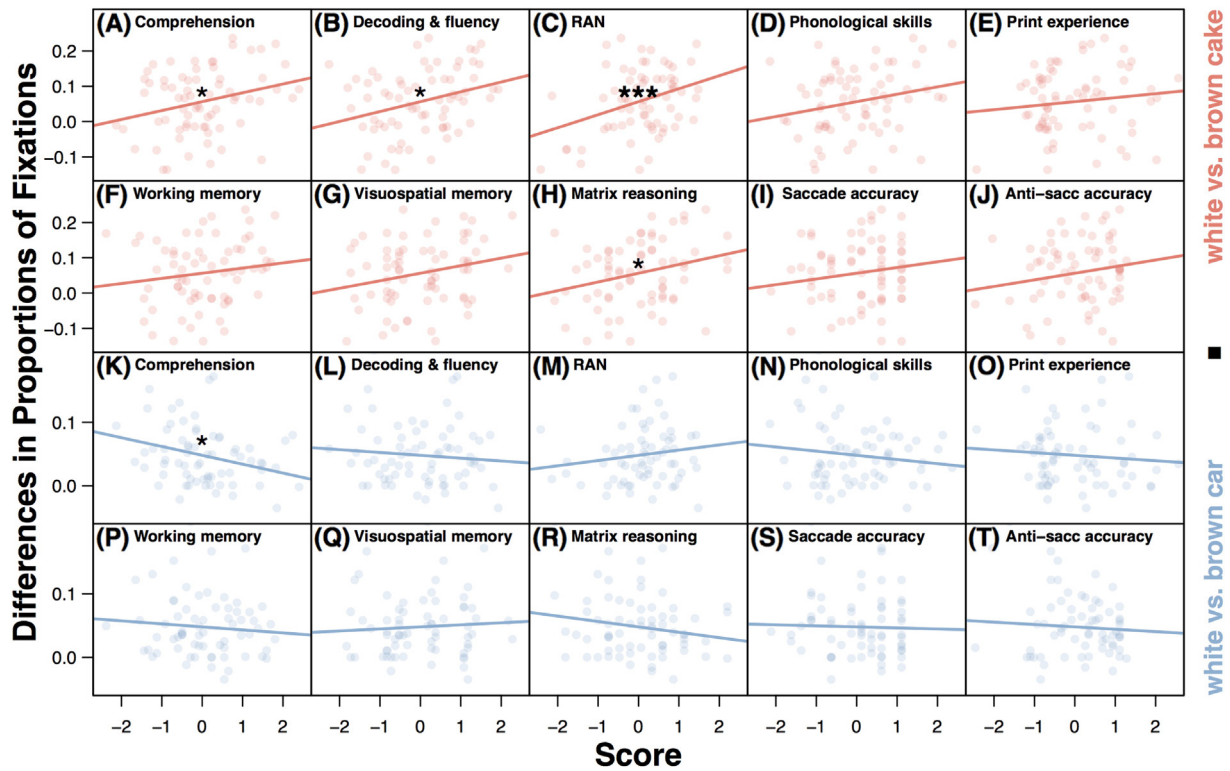 (A) Comprehension
(B) Decoding & fluency
(C) RAN
(D) Phonological skills
(E) Print experience
0.2
0.1
0.0
−0.1
*
*
***
(F) Working memory
(G) Visuospatial memory
(H) Matrix reasoning
(I) Saccade accuracy
(J) Anti−sacc accuracy
0.2
0.1
0.0
−0.1
*
(K) Comprehension
(L) Decoding & fluency
(M) RAN
(N) Phonological skills
(O) Print experience
0.1
0.0
*
(P) Working memory
(Q) Visuospatial memory
(R) Matrix reasoning
(S) Saccade accuracy
(T) Anti−sacc accuracy
0.1
0.0
−2 −1 0 1 2
−2 −1 0 1 2
−2 −1 0 1 2
−2 −1 0 1 2
−2 −1 0 1 2
Score
Differences in Proportions of Fixations
white vs. brown cake
white vs. brown car